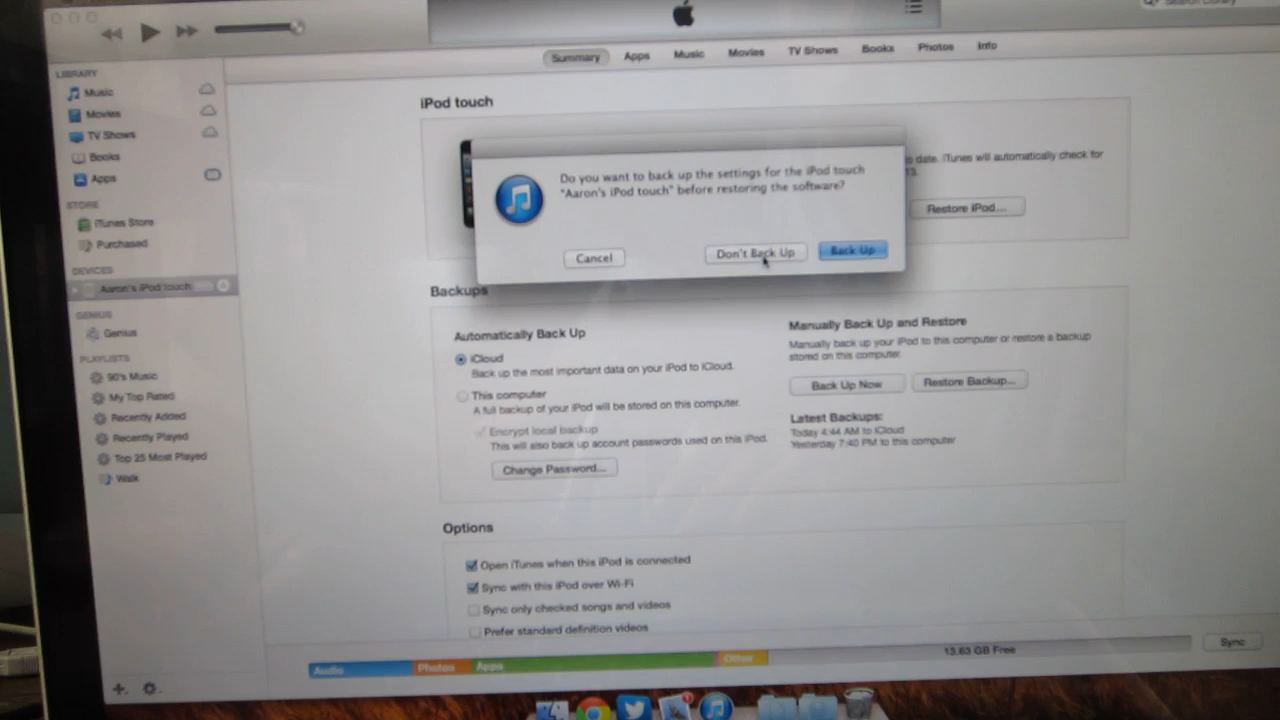 Summary Apps Music Movies TV Shows Books Photos Info
LIBRARY
Music
Movies
TV Shows
Books
Apps
STORE
iTunes Store
Purchased
DEVICES
Aaron's iPod touch
GENIUS
Genius
PLAYLISTS
90's Music
My Top Rated
Recently Added
Recently Played
Top 25 Most Played
Walk
iPod touch
date. iTunes will automatically check for
Restore iPod...
Do you want to back up the settings for the iPod touch
"Aaron's iPod touch" before restoring the software?
Cancel Don't Back Up Back Up
Backups
Automatically Back Up
iCloud
Back up the most important data on your iPod to iCloud.
This computer
A full backup of your iPod will be stored on this computer.
Encrypt local backup
This will also back up account passwords used on this iPod.
Change Password...
Manually Back Up and Restore
Manually back up your iPod to this computer or restore a backup
stored on this computer.
Back Up Now Restore Backup...
Latest Backups:
Today 4:44 AM to iCloud
Yesterday 7:40 PM to this computer
Options
Open iTunes when this iPod is connected
Sync with this iPod over Wi-Fi
Sync only checked songs and videos
Prefer standard definition videos
Audio Photos Apps Other 13.63 GB Free Sync